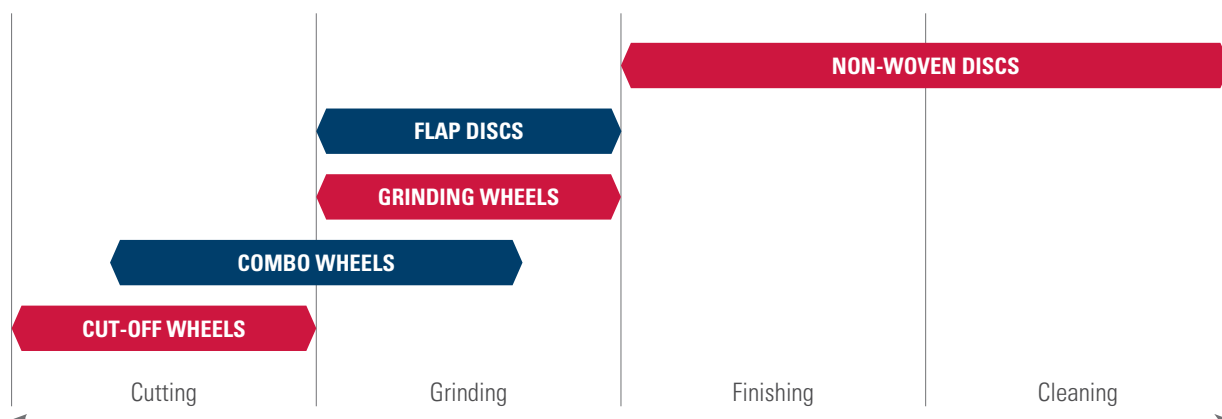 NON-WOVEN DISCS
FLAP DISCS
GRINDING WHEELS
COMBO WHEELS
CUT-OFF WHEELS
Cutting Grinding Finishing Cleaning